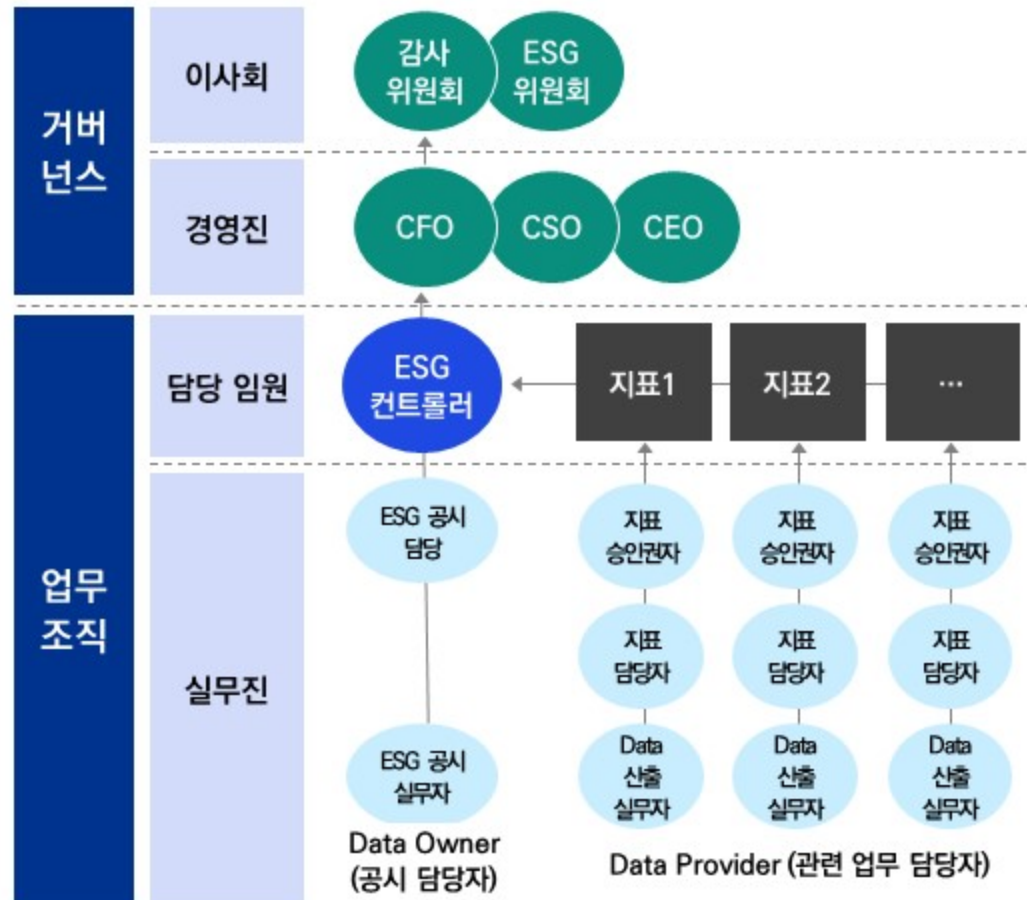 거버
넌스
이사회
감사
위원회
ESG
위원회
경영진
CFO
CSO
CEO
업무
조직
담당 임원
ESG
컨트롤러
지표1
지표2
...
실무진
ESG 공시
담당
지표
승인권자
지표
승인권자
지표
승인권자
지표
담당자
지표
담당자
지표
담당자
ESG 공시
실무자
Data
산출
실무자
Data
산출
실무자
Data
산출
실무자
Data Owner
(공시 담당자)
Data Provider (관련 업무 담당자)